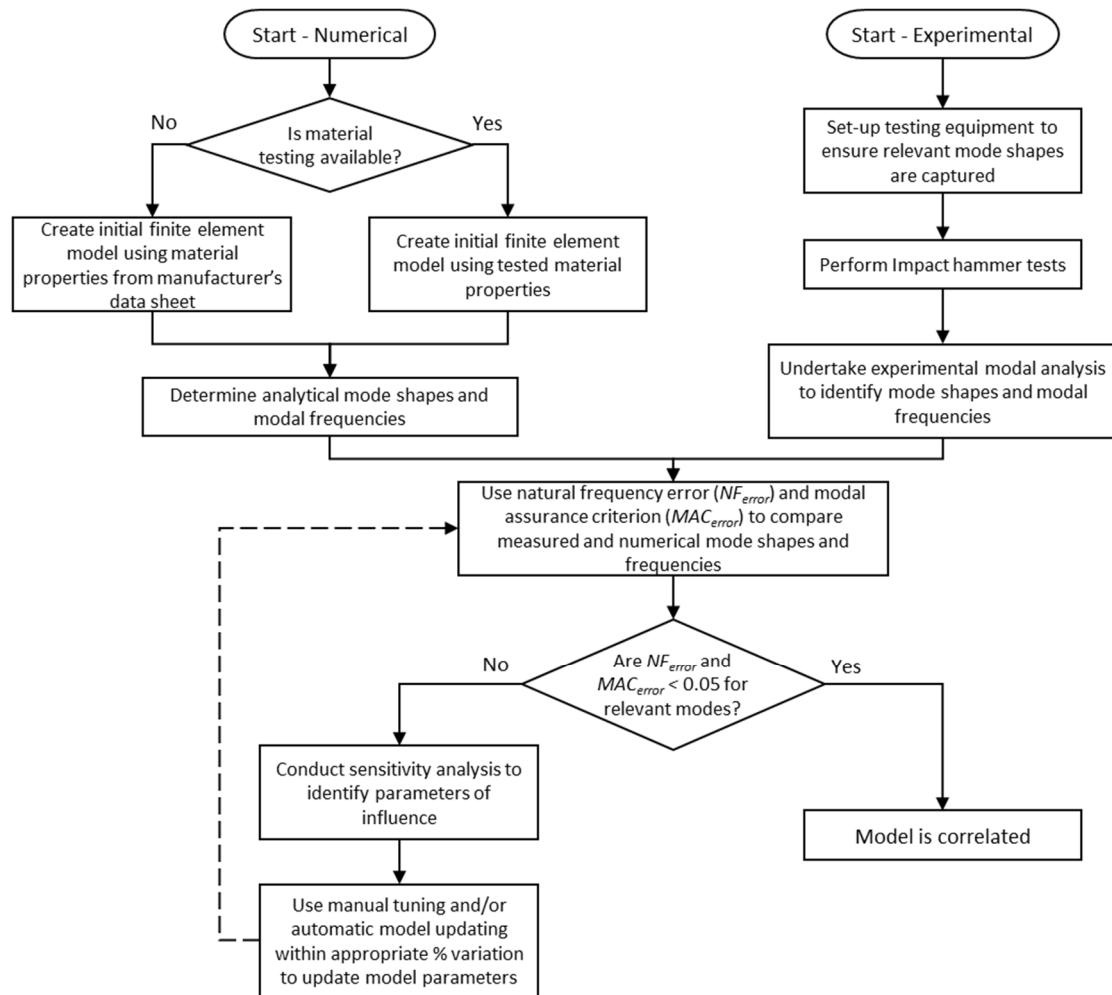 Start - Numerical
No
Yes
Is material
testing available?
Create initial finite element
model using material
properties from manufacturer's
data sheet
Create initial finite element
model using tested material
properties
Determine analytical mode shapes and
modal frequencies
Start - Experimental
Set-up testing equipment to
ensure relevant mode shapes
are captured
Perform Impact hammer tests
Undertake experimental modal analysis
to identify mode shapes and modal
frequencies
Use natural frequency error (NFerror) and modal
assurance criterion (MACerror) to compare
measured and numerical mode shapes and
frequencies
No
Yes
Are NFerror and
MACerror < 0.05 for
relevant modes?
Conduct sensitivity analysis to
identify parameters of
influence
Use manual tuning and/or
automatic model updating
within appropriate % variation
to update model parameters
Model is correlated